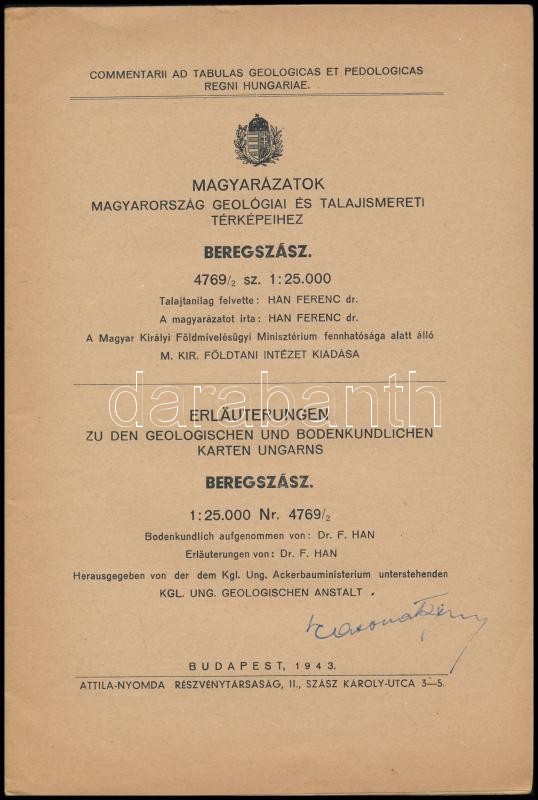 COMMENTARII AD TABULAS GEOLOGICAS ET PEDOLOGICAS
REGNI HUNGARIAE.
MAGYARÁZATOK
MAGYARORSZÁG GEOLÓGIAI ÉS TALAJISMERETI
TÉRKÉPEIHEZ
BEREGSZÁSZ.
4769/2 sz. 1:25.000
Talajtanilag felvette: HAN FERENC dr.
A magyarázatot irta: HAN FERENC dr.
A Magyar Királyi Földmivelésügyi Minisztérium fennhatósága alatt álló
M. KIR. FÖLDTANI INTÉZET KIADÁSA
darabanth
ERLÄUTERUNGEN
ZU DEN GEOLOGISCHEN UND BODENKUNDLICHEN
KARTEN UNGARNS
BEREGSZÁSZ.
1:25.000 Nr. 4769/2
Bodenkundlich aufgenommen von: Dr. F. HAN
Erläuterungen von: Dr. F. HAN
Herausgegeben von der dem Kgl. Ung. Ackerbauministerium unterstehenden
KGL. UNG. GEOLOGISCHEN ANSTALT.
BUDAPEST, 1943.
ATTILA-NYOMDA RÉSZVÉNYTÁRSASÁG, II., SZÁSZ KÁROLY-UTCA 3—5.